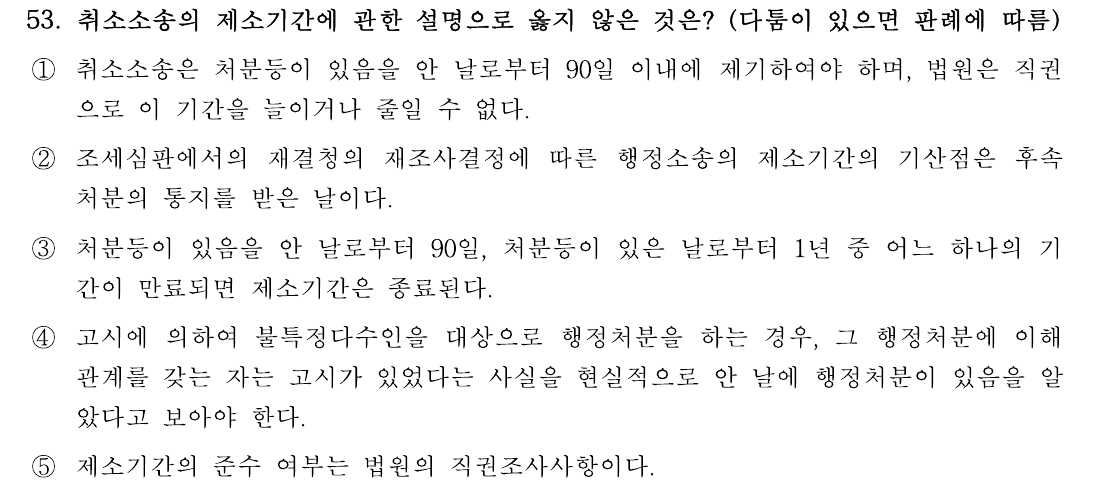 53. 취소소송의 제소기간에 관한 설명으로 옳지 않은 것은? (다툼이 있으면 판례에 따름)
① 취소소송은 처분등이 있음을 안 날로부터 90일 이내에 제기하여야 하며, 법원은 직권
으로 이 기간을 늘이거나 줄일 수 없다.
② 조세심판에서의 재결청의 재조사결정에 따른 행정소송의 제소기간의 기산점은 후속
처분의 통지를 받은 날이다.
③ 처분등이 있음을 안 날로부터 90일, 처분등이 있은 날로부터 1년 중 어느 하나의 기
간이 만료되면 제소기간은 종료된다.
④ 고시에 의하여 불특정다수인을 대상으로 행정처분을 하는 경우, 그 행정처분에 이해
관계를 갖는 자는 고시가 있었다는 사실을 현실적으로 안 날에 행정처분이 있음을 알
았다고 보아야 한다.
⑤ 제소기간의 준수 여부는 법원의 직권조사사항이다.